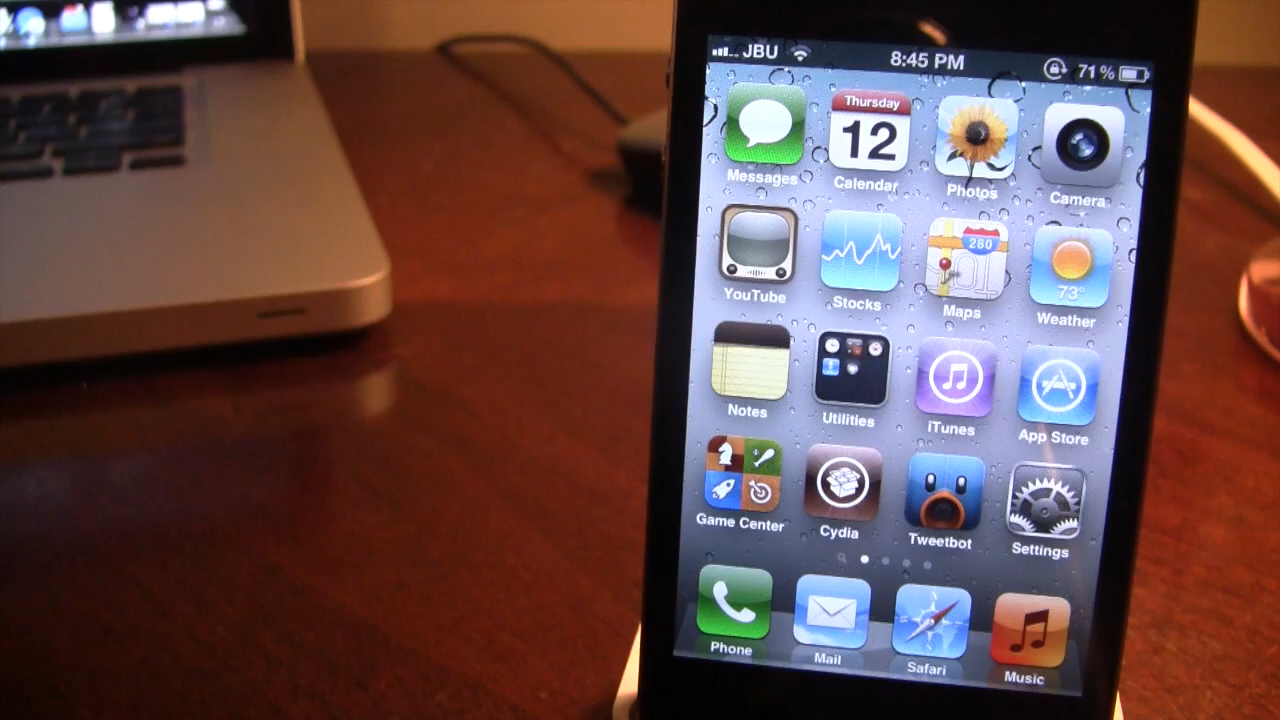 JBU 8:45 PM 71%
Thursday
12
Messages Calendar Photos Camera
280
73°
YouTube Stocks Maps Weather
Notes Utilities iTunes App Store
Game Center Cydia Tweetbot Settings
Phone Mail Safari Music